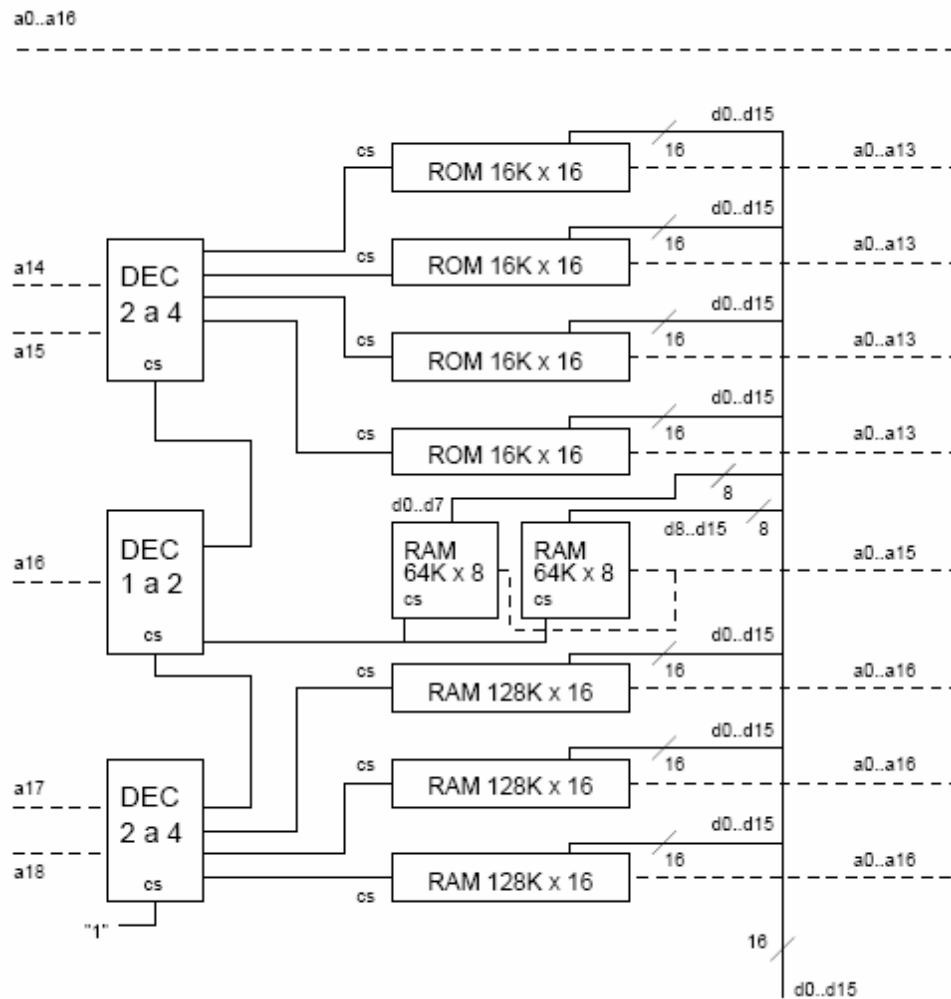 a0..a16
d0..d15
cs
16
a0..a13
ROM 16K x 16
d0..d15
cs
16
a0..a13
ROM 16K x 16
a14
DEC
2 a 4
a15
cs
d0..d15
cs
16
a0..a13
ROM 16K x 16
d0..d15
cs
16
a0..a13
ROM 16K x 16
d0..d7
8
d8..d15
8
a16
DEC
1 a 2
cs
RAM
64K x 8
cs
RAM
64K x 8
cs
a0..a15
d0..d15
cs
16
a0..a16
RAM 128K x 16
d0..d15
cs
16
a0..a16
RAM 128K x 16
a17
DEC
2 a 4
a18
cs
"1"
d0..d15
16
a0..a16
RAM 128K x 16
cs
16
d0..d15